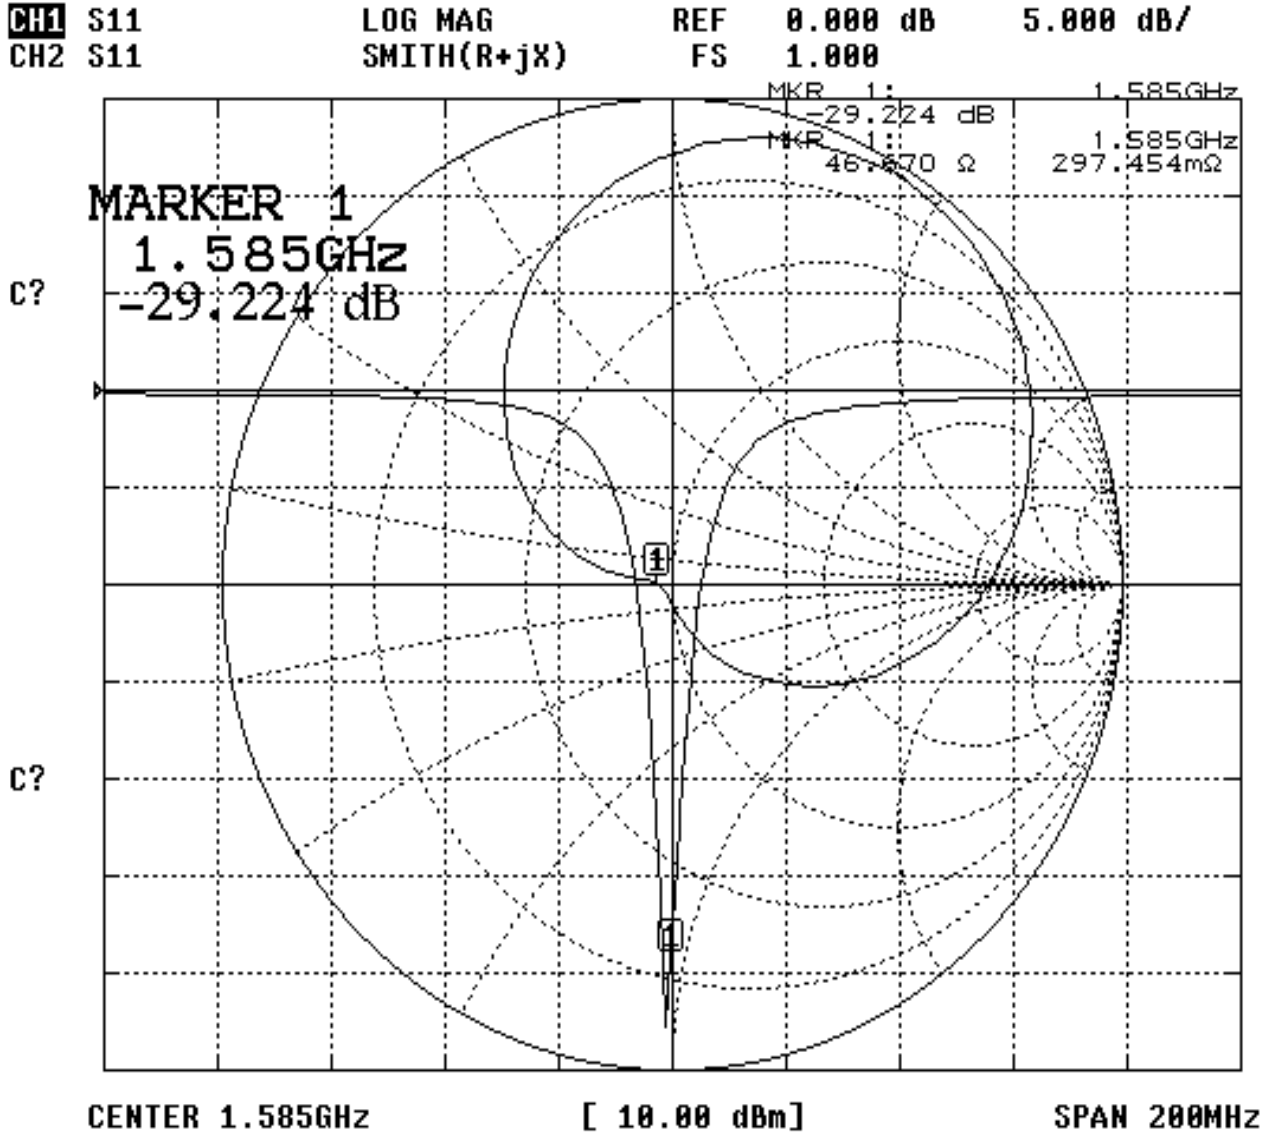 CH1 S11 LOG MAG REF 0.000 dB 5.000 dB/
CH2 S11 SMITH(R+jX) FS 1.000
MKR 1: 1.585GHz
-29.224 dB
MKR 1: 1.585GHz
46.670 Ω 297.454mΩ
MARKER 1
1.585GHz
-29.224 dB
C?
1
C?
1
CENTER 1.585GHz [ 10.00 dBm] SPAN 200MHz